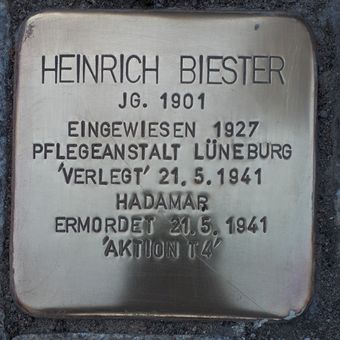 HEINRICH BIESTER
JG. 1901
EINGEWIESEN 1927
PFLEGEANSTALT LÜNEBURG
'VERLEGT' 21.5.1941
HADAMAR
ERMORDET 21.5.1941
'AKTION T4'